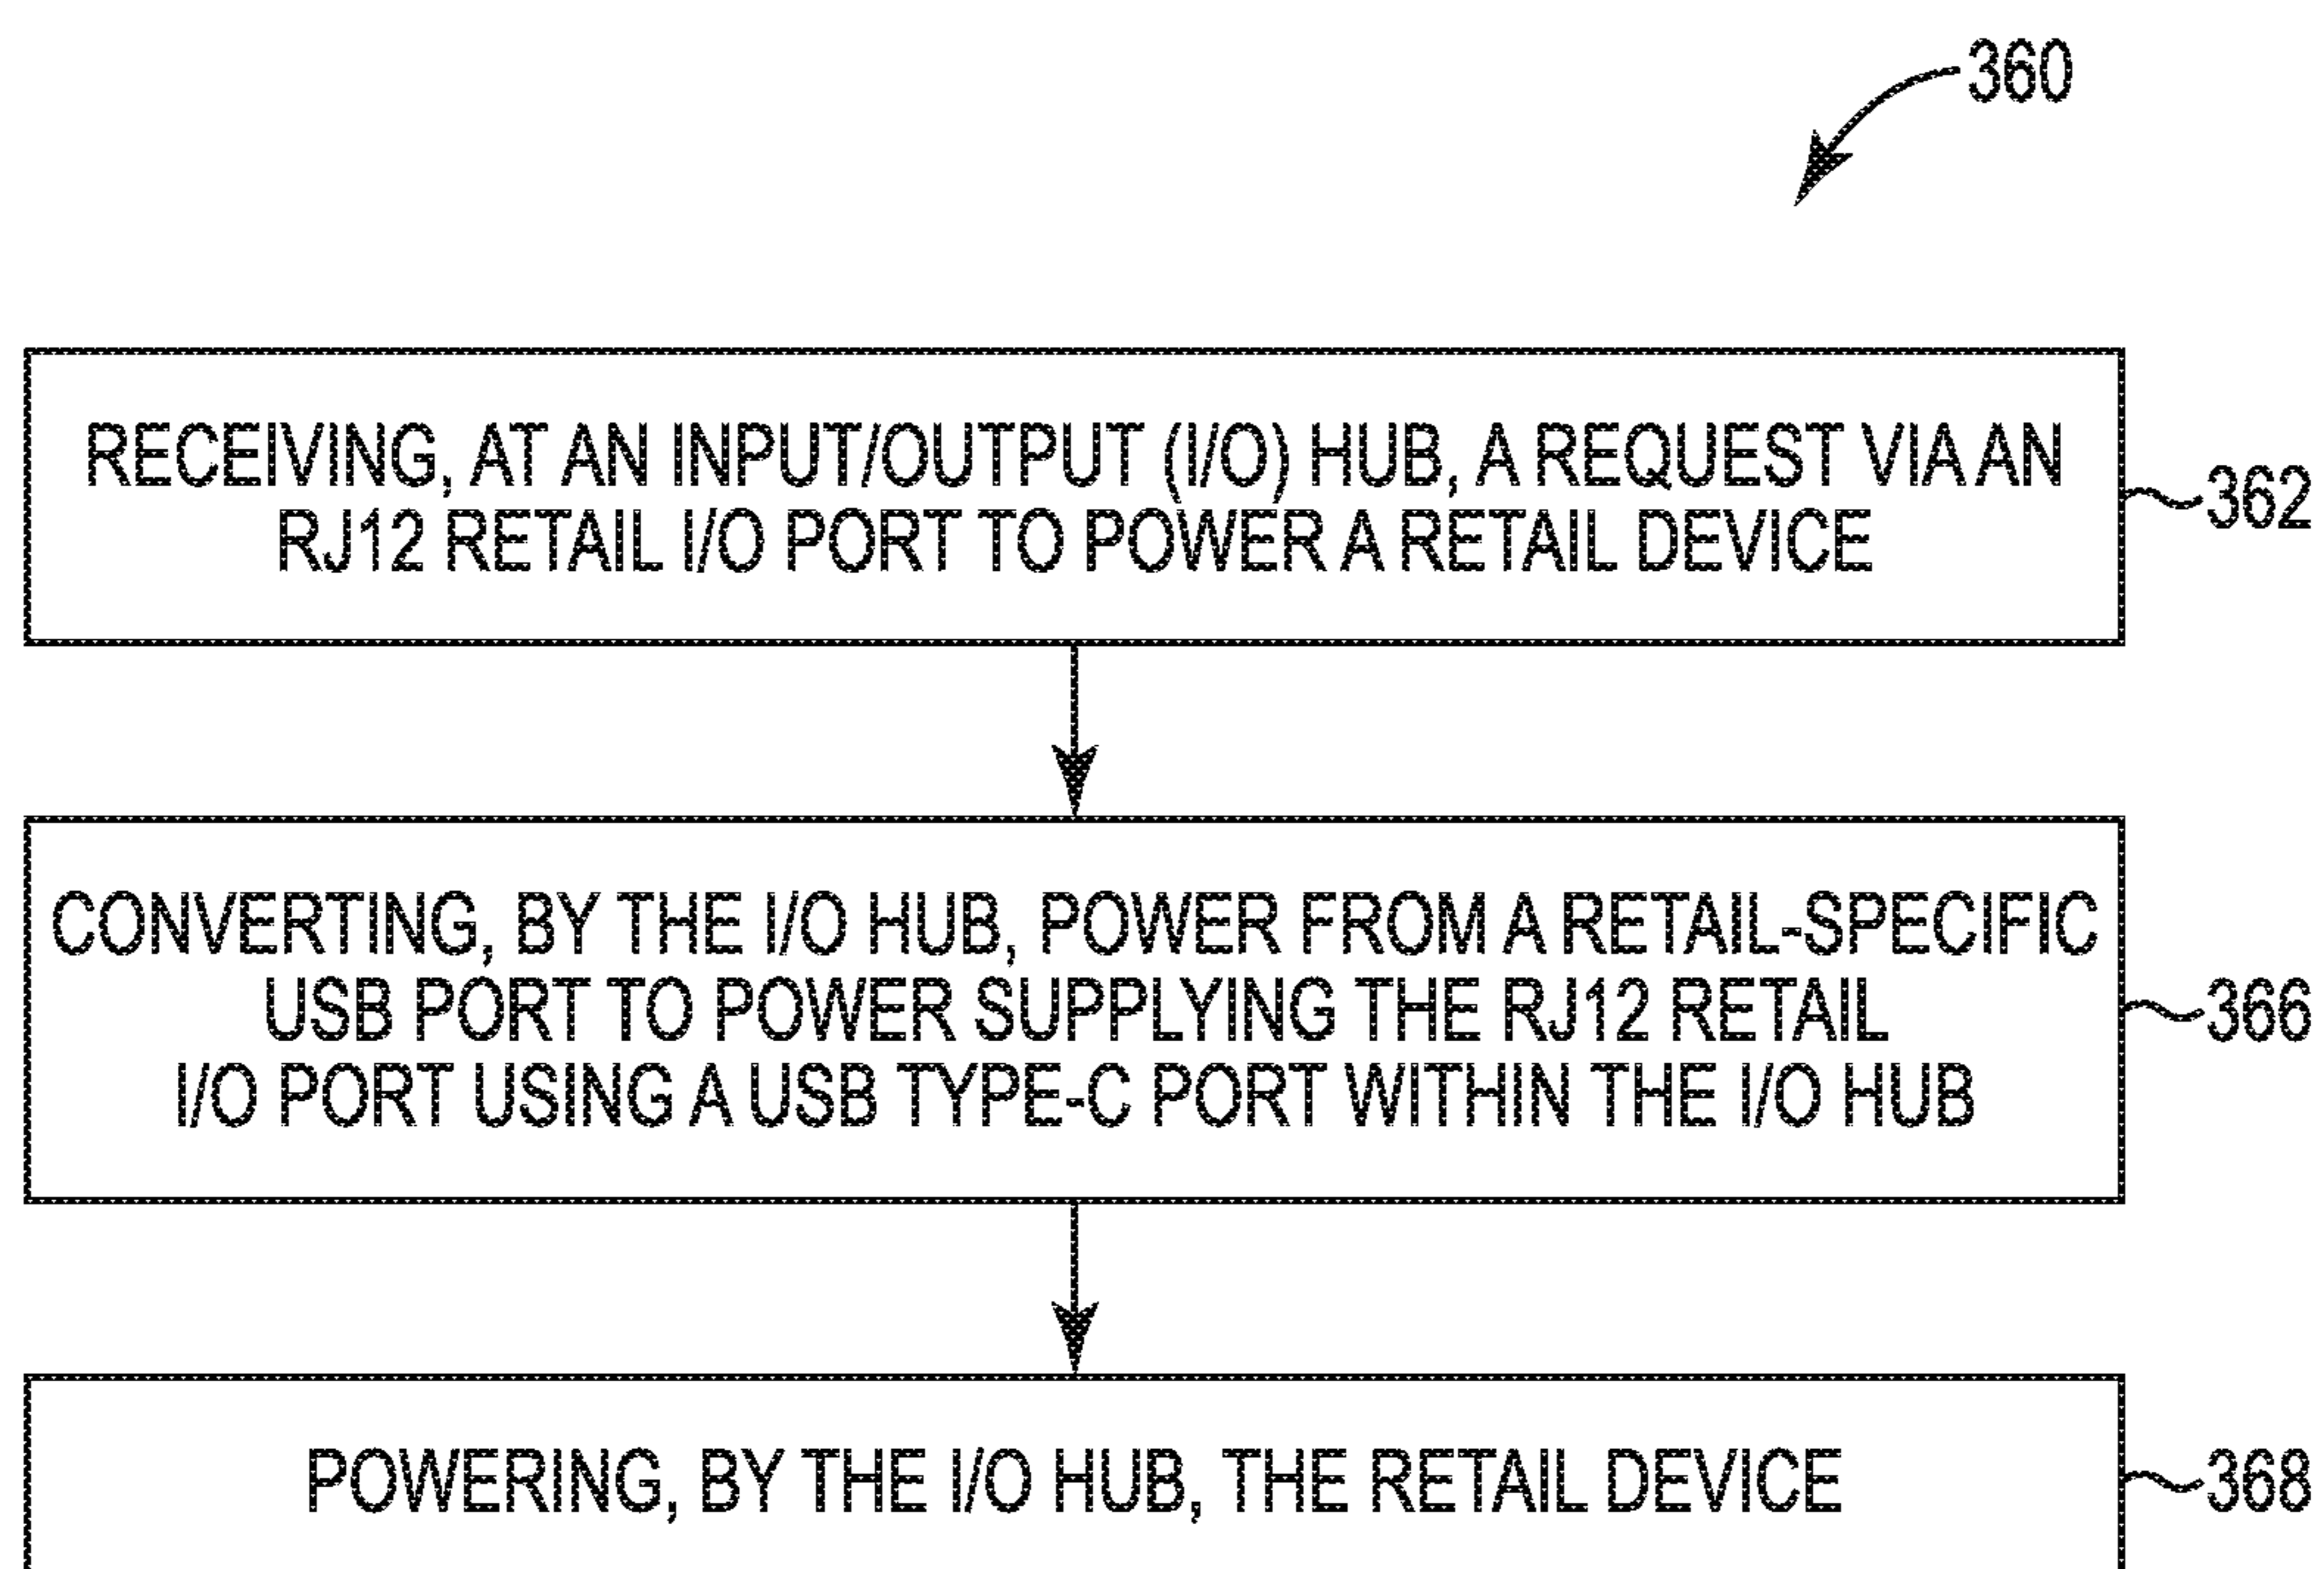 360
RECEIVING, AT AN INPUT/OUTPUT (I/O) HUB, A REQUEST VIA AN
RJ12 RETAIL I/O PORT TO POWER A RETAIL DEVICE
362
CONVERTING, BY THE I/O HUB, POWER FROM A RETAIL-SPECIFIC
USB PORT TO POWER SUPPLYING THE RJ12 RETAIL
I/O PORT USING A USB TYPE-C PORT WITHIN THE I/O HUB
366
POWERING, BY THE I/O HUB, THE RETAIL DEVICE
368